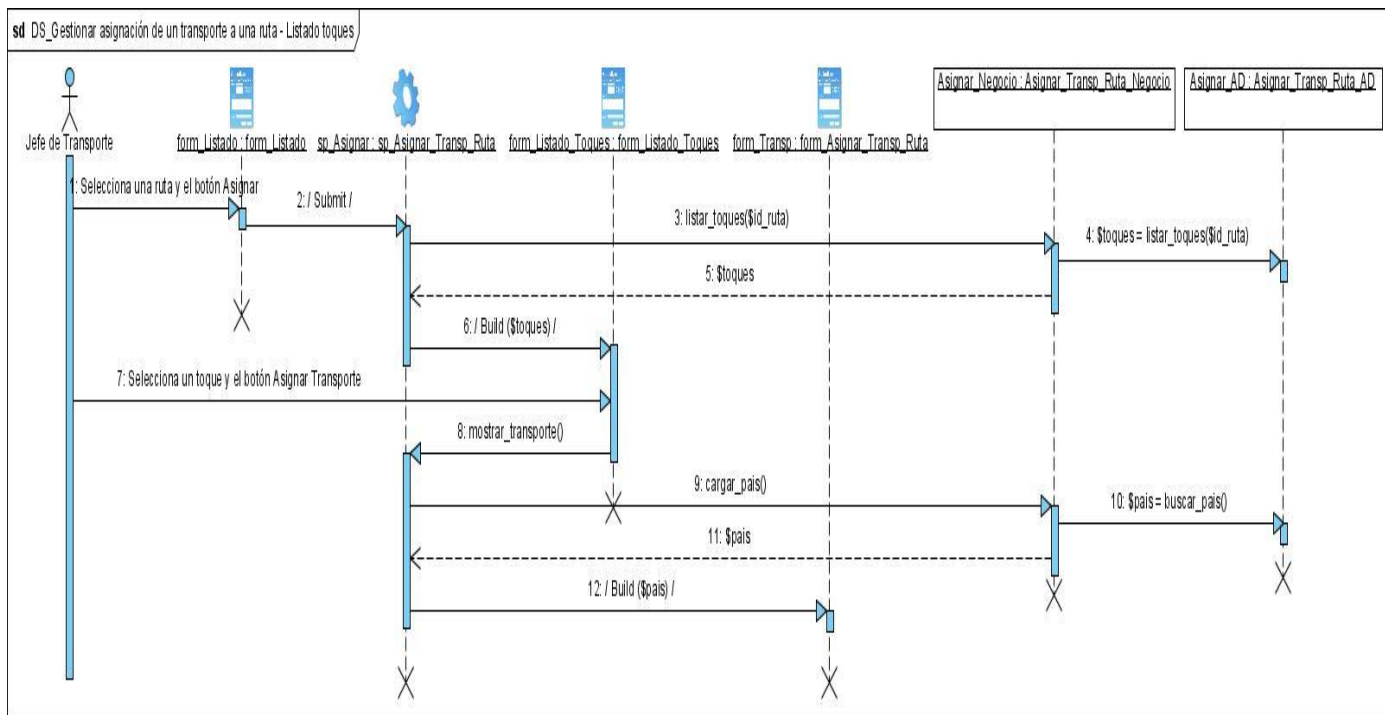 sd DS_Gestionar asignación de un transporte a una ruta - Listado toques
Jefe de Transporte
form_Listado : form_Listado
sp_Asignar : sp_Asignar_Transp_Ruta
form_Listado_Toques : form_Listado_Toques
form_Transp : form_Asignar_Transp_Ruta
Asignar_Negocio : Asignar_Transp_Ruta_Negocio
Asignar_AD : Asignar_Transp_Ruta_AD
1: Selecciona una ruta y el botón Asignar
2: / Submit /
3: listar_toques($id_ruta)
4: $toques = listar_toques($id_ruta)
5: $toques
6: / Build ($toques) /
7: Selecciona un toque y el botón Asignar Transporte
8: mostrar_transporte()
9: cargar_pais()
10: $pais = buscar_pais()
11: $pais
12: / Build ($pais) /